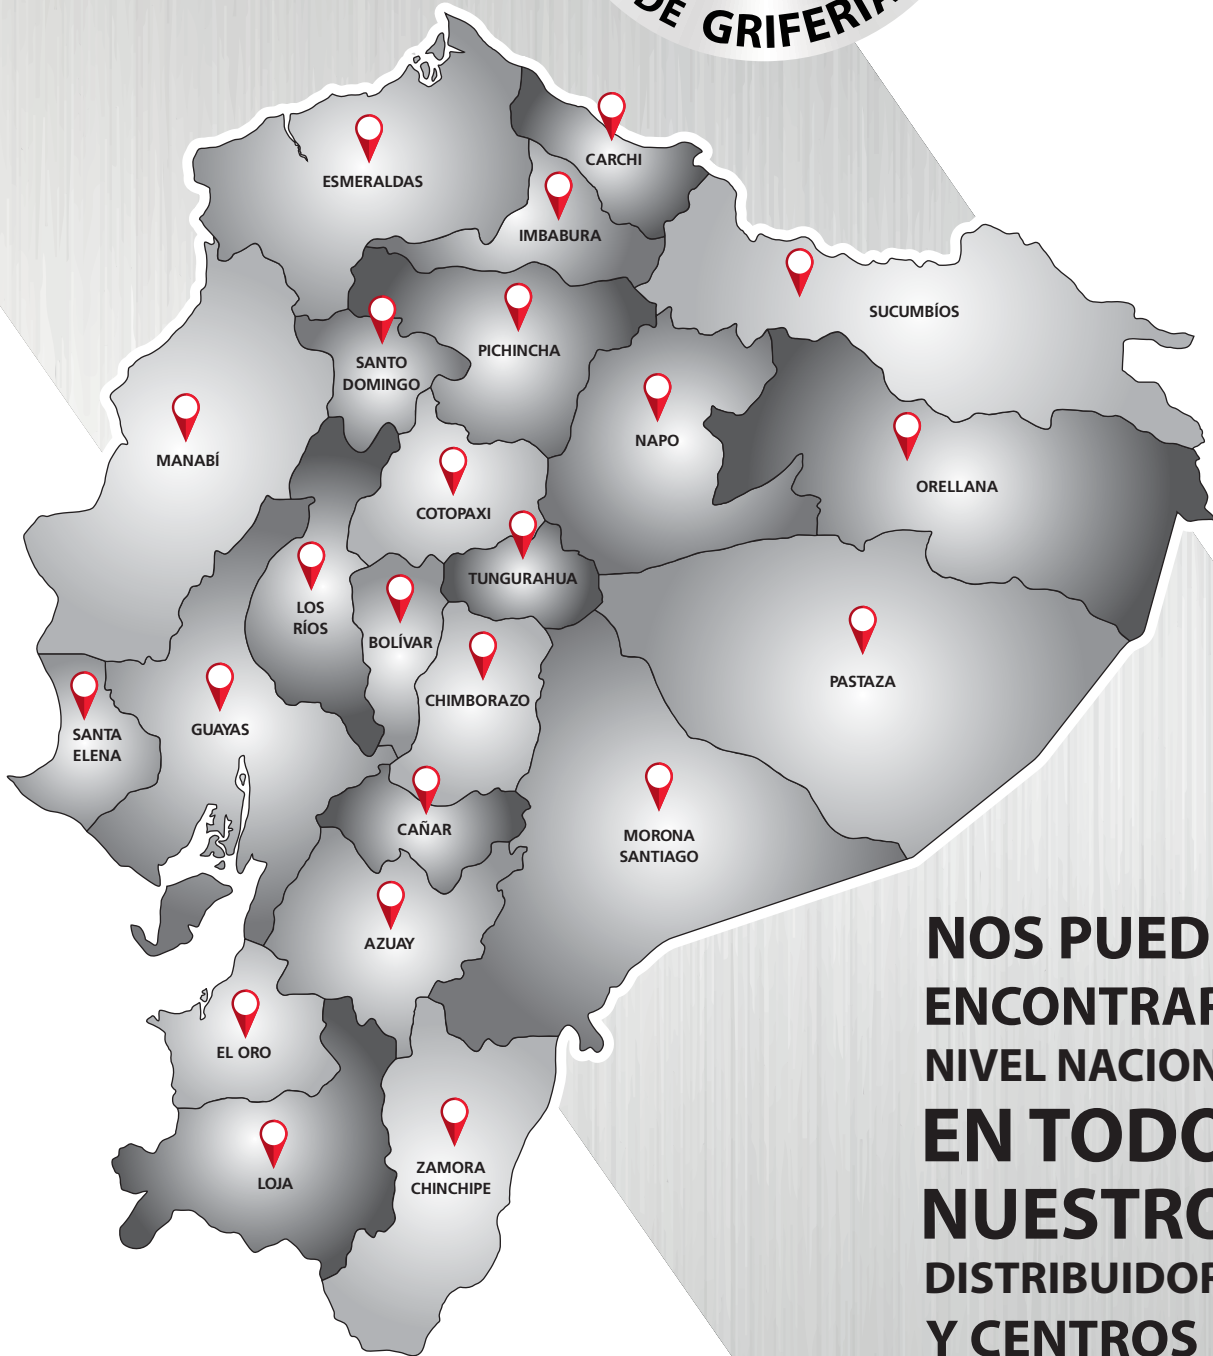 DE GRIFERIA
CARCHI
ESMERALDAS
IMBABURA
SUCUMBÍOS
PICHINCHA
SANTO
DOMINGO
NAPO
MANABÍ
ORELLANA
COTOPAXI
TUNGURAHUA
LOS
RÍOS
BOLÍVAR
PASTAZA
CHIMBORAZO
GUAYAS
SANTA
ELENA
CAÑAR
MORONA
SANTIAGO
AZUAY
EL ORO
ZAMORA
CHINCHIPE
LOJA
NOS PUED
ENCONTRAR
NIVEL NACION
EN TODO
NUESTRO
DISTRIBUIDOR
Y CENTROS